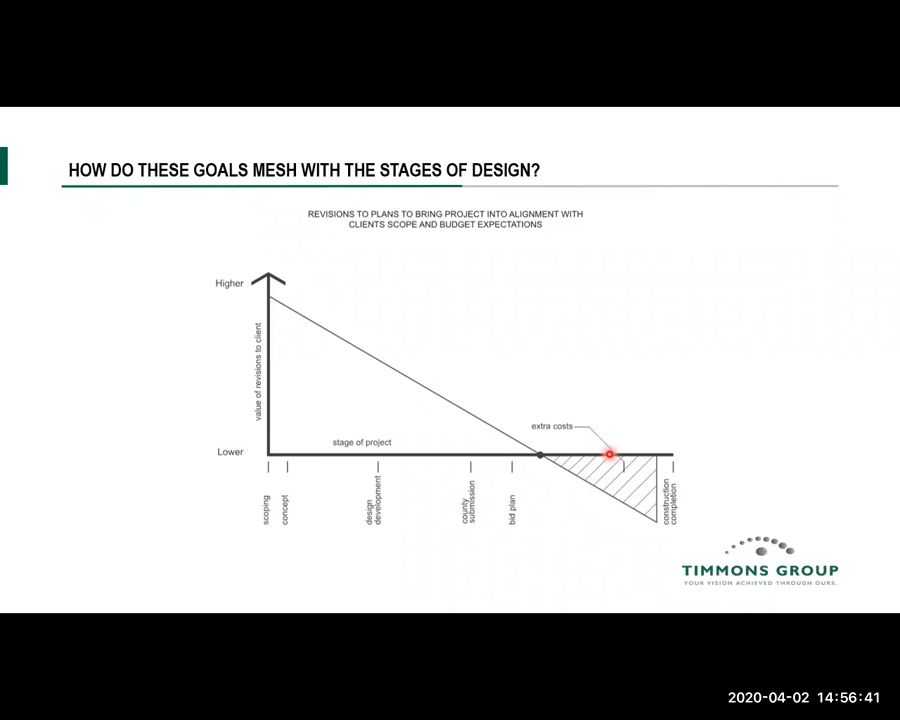 HOW DO THESE GOALS MESH WITH THE STAGES OF DESIGN?
REVISIONS TO PLANS TO BRING PROJECT INTO ALIGNMENT WITH
CLIENTS SCOPE AND BUDGET EXPECTATIONS
Higher
value of revisions to client
extra costs
stage of project
Lower
scoping
concept
design
development
county
submission
bid plan
construction
completion
TIMMONS GROUP
YOUR VISION ACHIEVED THROUGH OURS.
2020-04-02 14:56:41